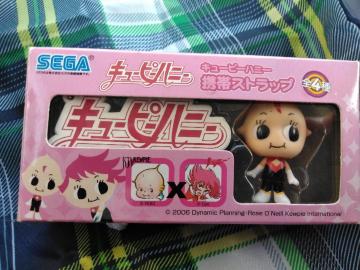 SEGA
キューピーハニー
キューピーハニー
携帯ストラップ
全4種
キューピーハニー
X
© 2006 Dynamic Planning・Rose O'Neill Kewpie International